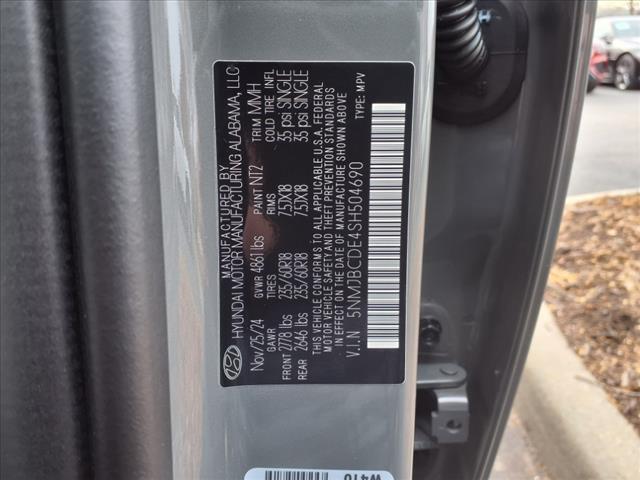 MANUFACTURED BY
HYUNDAI MOTOR MANUFACTURING ALABAMA, LLC
Nov/25/24 GVWR 4861 lbs PAINT NT2 TRIM MMH
GAWR TIRES RIMS COLD TIRE INFL
FRONT 2778 lbs 235/60R18 7.5JX18 35 psi SINGLE
REAR 2646 lbs 235/60R18 7.5JX18 35 psi SINGLE
THIS VEHICLE CONFORMS TO ALL APPLICABLE U.S.A. FEDERAL
MOTOR VEHICLE SAFETY AND THEFT PREVENTION STANDARDS
IN EFFECT ON THE DATE OF MANUFACTURE SHOWN ABOVE
V.I.N 5NMJBCDE4SH504690 TYPE: MPV
W410